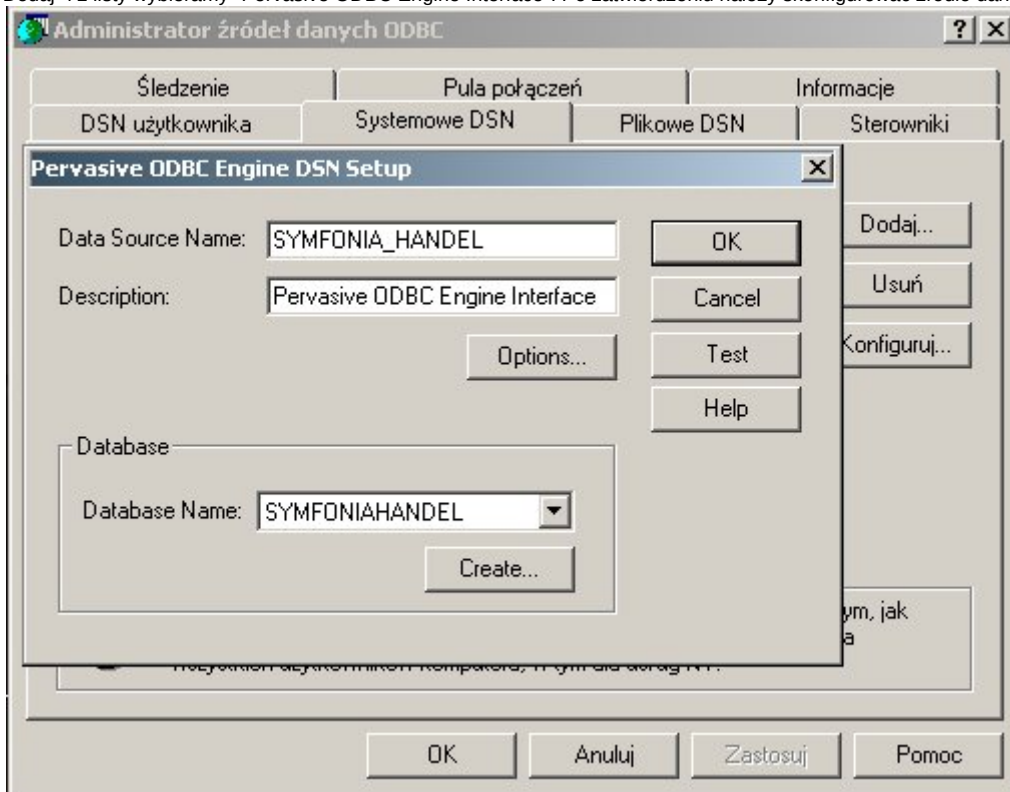 Administrator źródeł danych ODBC
Śledzenie Pula połączeń Informacje
DSN użytkownika Systemowe DSN Plikowe DSN Sterowniki
Pervasive ODBC Engine DSN Setup
Data Source Name: SYMFONIA_HANDEL OK Dodaj...
Description: Pervasive ODBC Engine Interface Cancel Usuń
Options... Test Konfiguruj...
Help
Database
Database Name: SYMFONIAHANDEL
Create...
ym, jak
a
OK Anuluj Zastosuj Pomoc